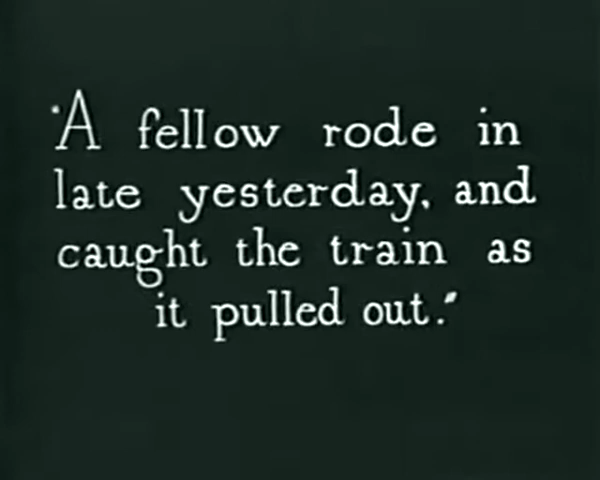 "A fellow rode in
late yesterday, and
caught the train as
it pulled out."